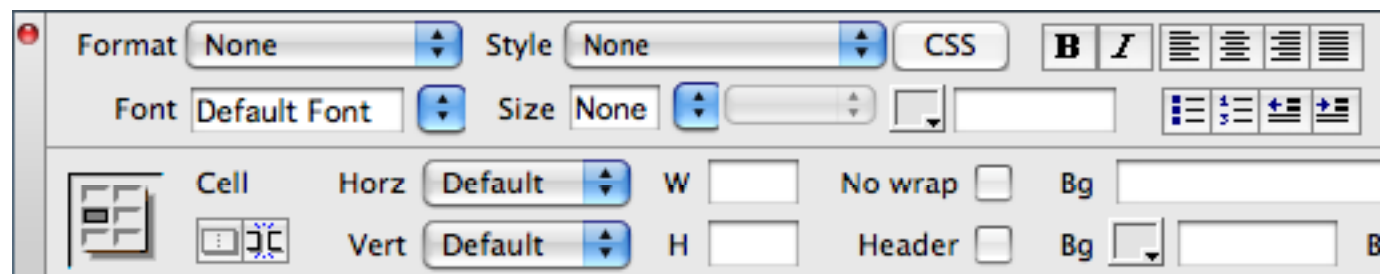 Format None Style None CSS B I
Font Default Font Size None
Cell Horz Default W No wrap Bg
Vert Default H Header Bg B